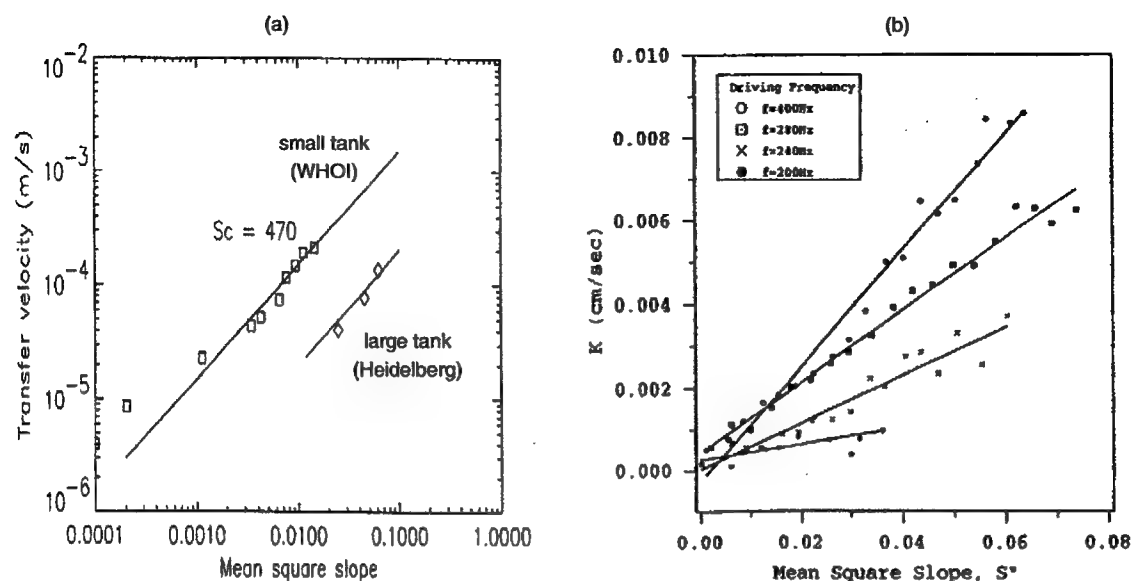 (a)
10^-2
10^-3
10^-4
10^-5
10^-6
Transfer velocity (m/s)
small tank
(WHOI)
Sc = 470
large tank
(Heidelberg)
0.0001 0.0010 0.0100 0.1000 1.0000
Mean square slope
(b)
0.010
0.008
0.006
0.004
0.002
0.000
K (cm/sec)
Driving Frequency
f=400Hz
f=280Hz
f=240Hz
f=200Hz
0.00 0.02 0.04 0.06 0.08
Mean Square Slope,